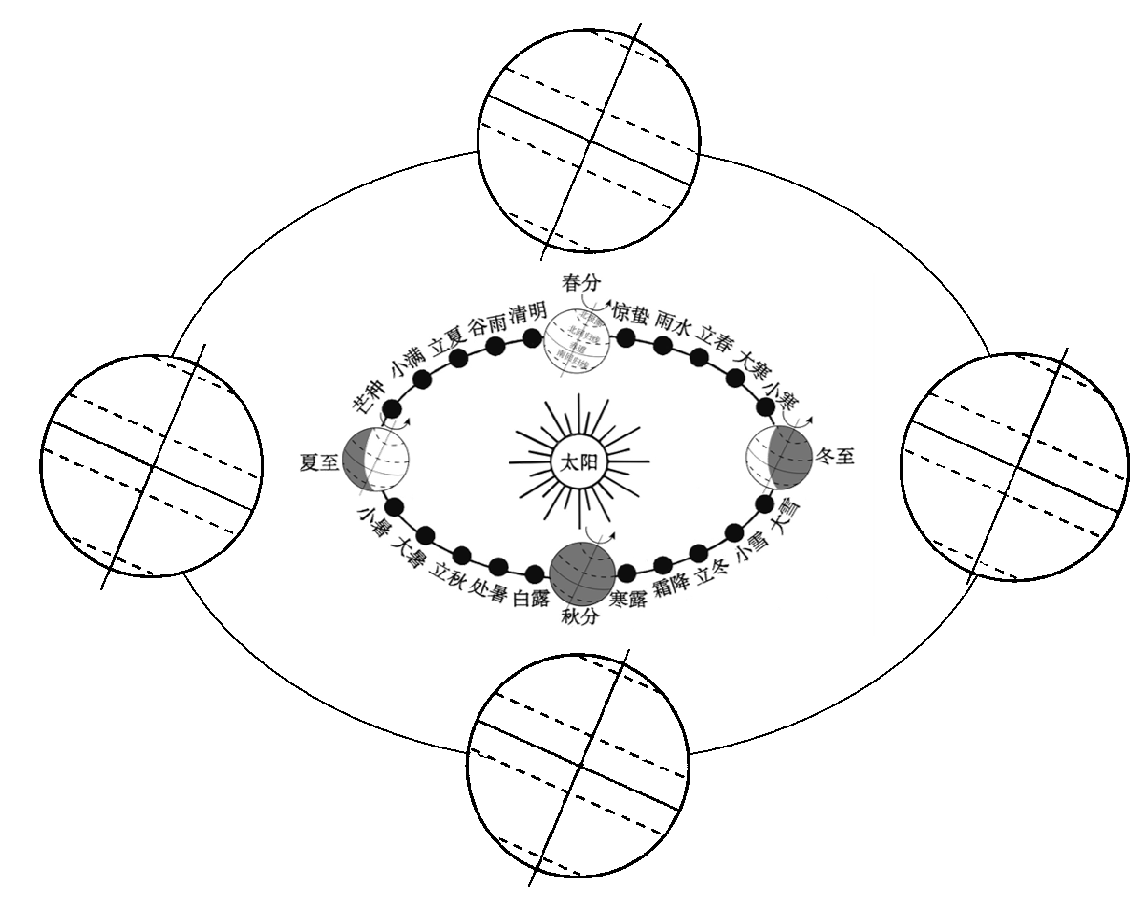 春分
清明
谷雨
立夏
小满
芒种
夏至
小暑
大暑
立秋
处暑
白露
秋分
寒露
霜降
立冬
小雪
大雪
冬至
小寒
大寒
立春
雨水
惊蛰
太阳
赤道